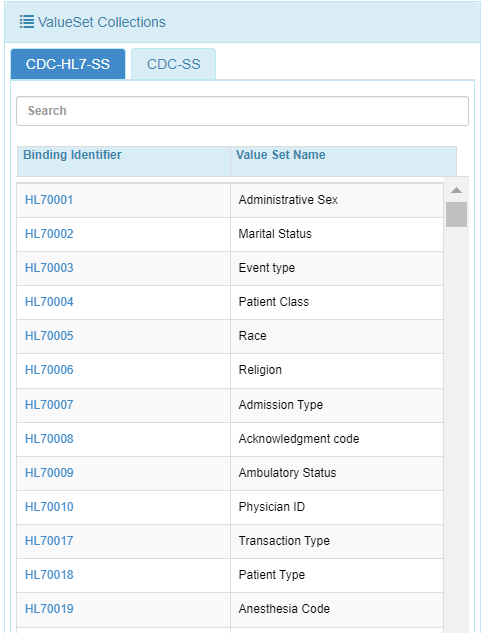 ValueSet Collections
CDC-HL7-SS CDC-SS
Search
Binding Identifier Value Set Name
HL70001 Administrative Sex
HL70002 Marital Status
HL70003 Event type
HL70004 Patient Class
HL70005 Race
HL70006 Religion
HL70007 Admission Type
HL70008 Acknowledgment code
HL70009 Ambulatory Status
HL70010 Physician ID
HL70017 Transaction Type
HL70018 Patient Type
HL70019 Anesthesia Code